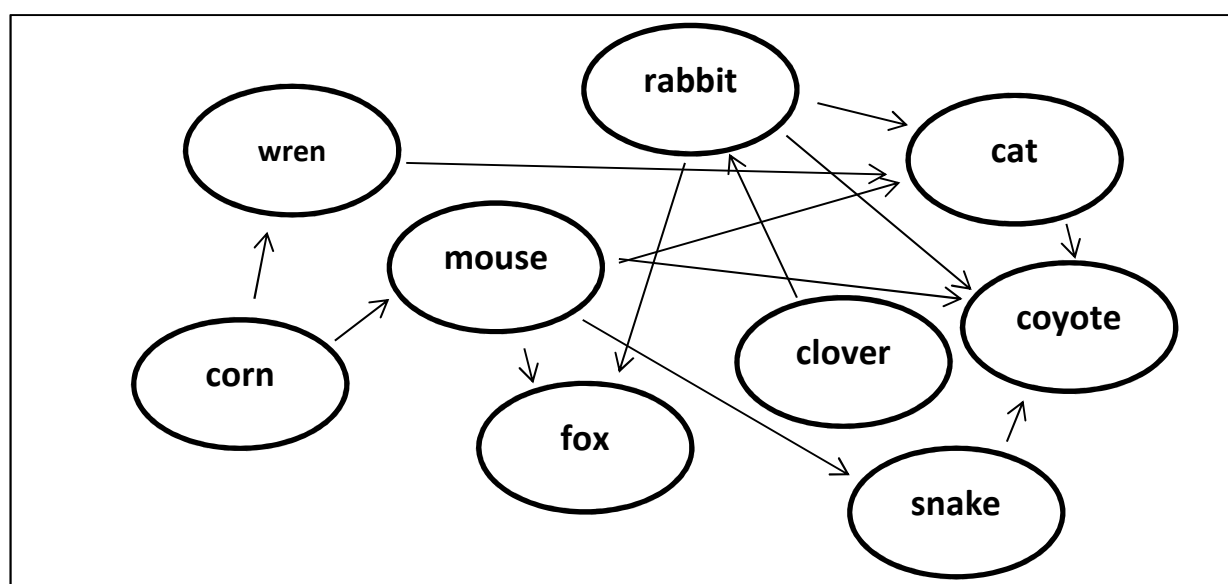 rabbit
wren
cat
mouse
coyote
clover
corn
fox
snake